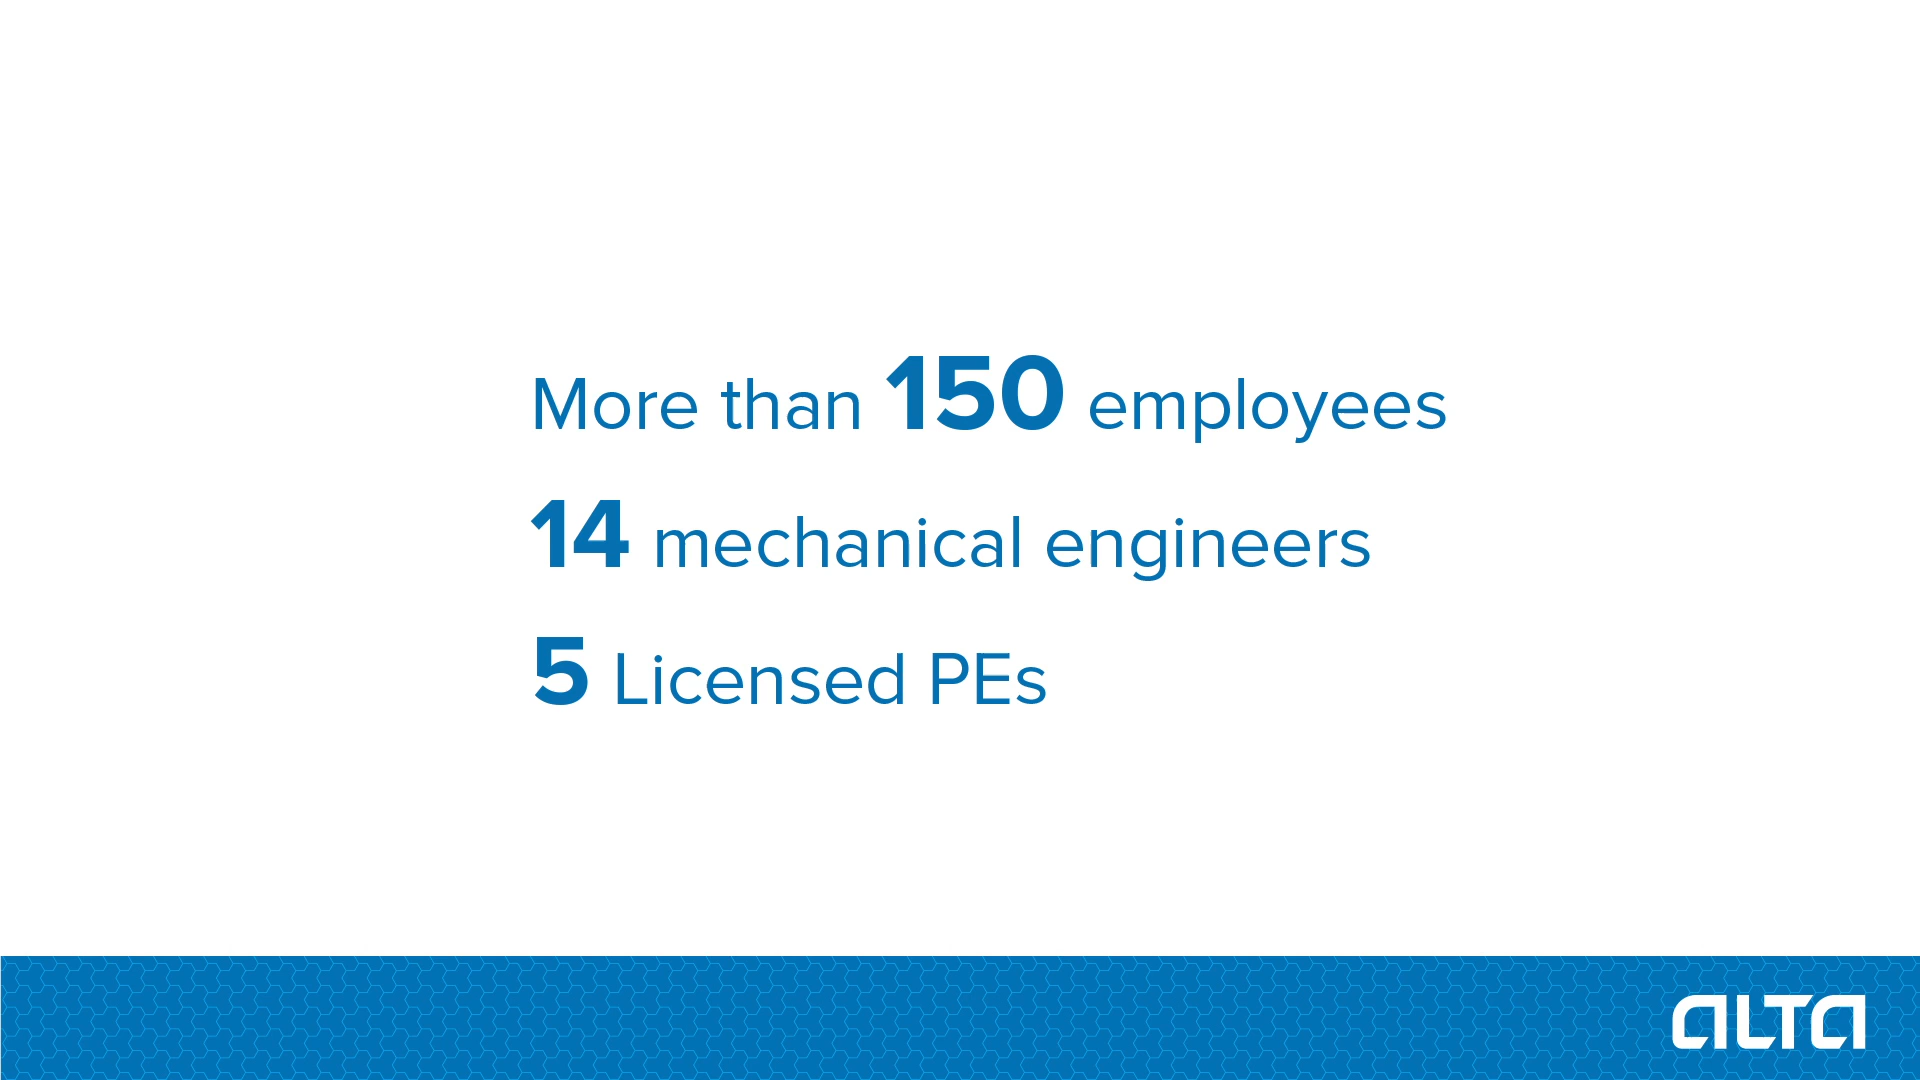 More than 150 employees
14 mechanical engineers
5 Licensed PEs
ALTA